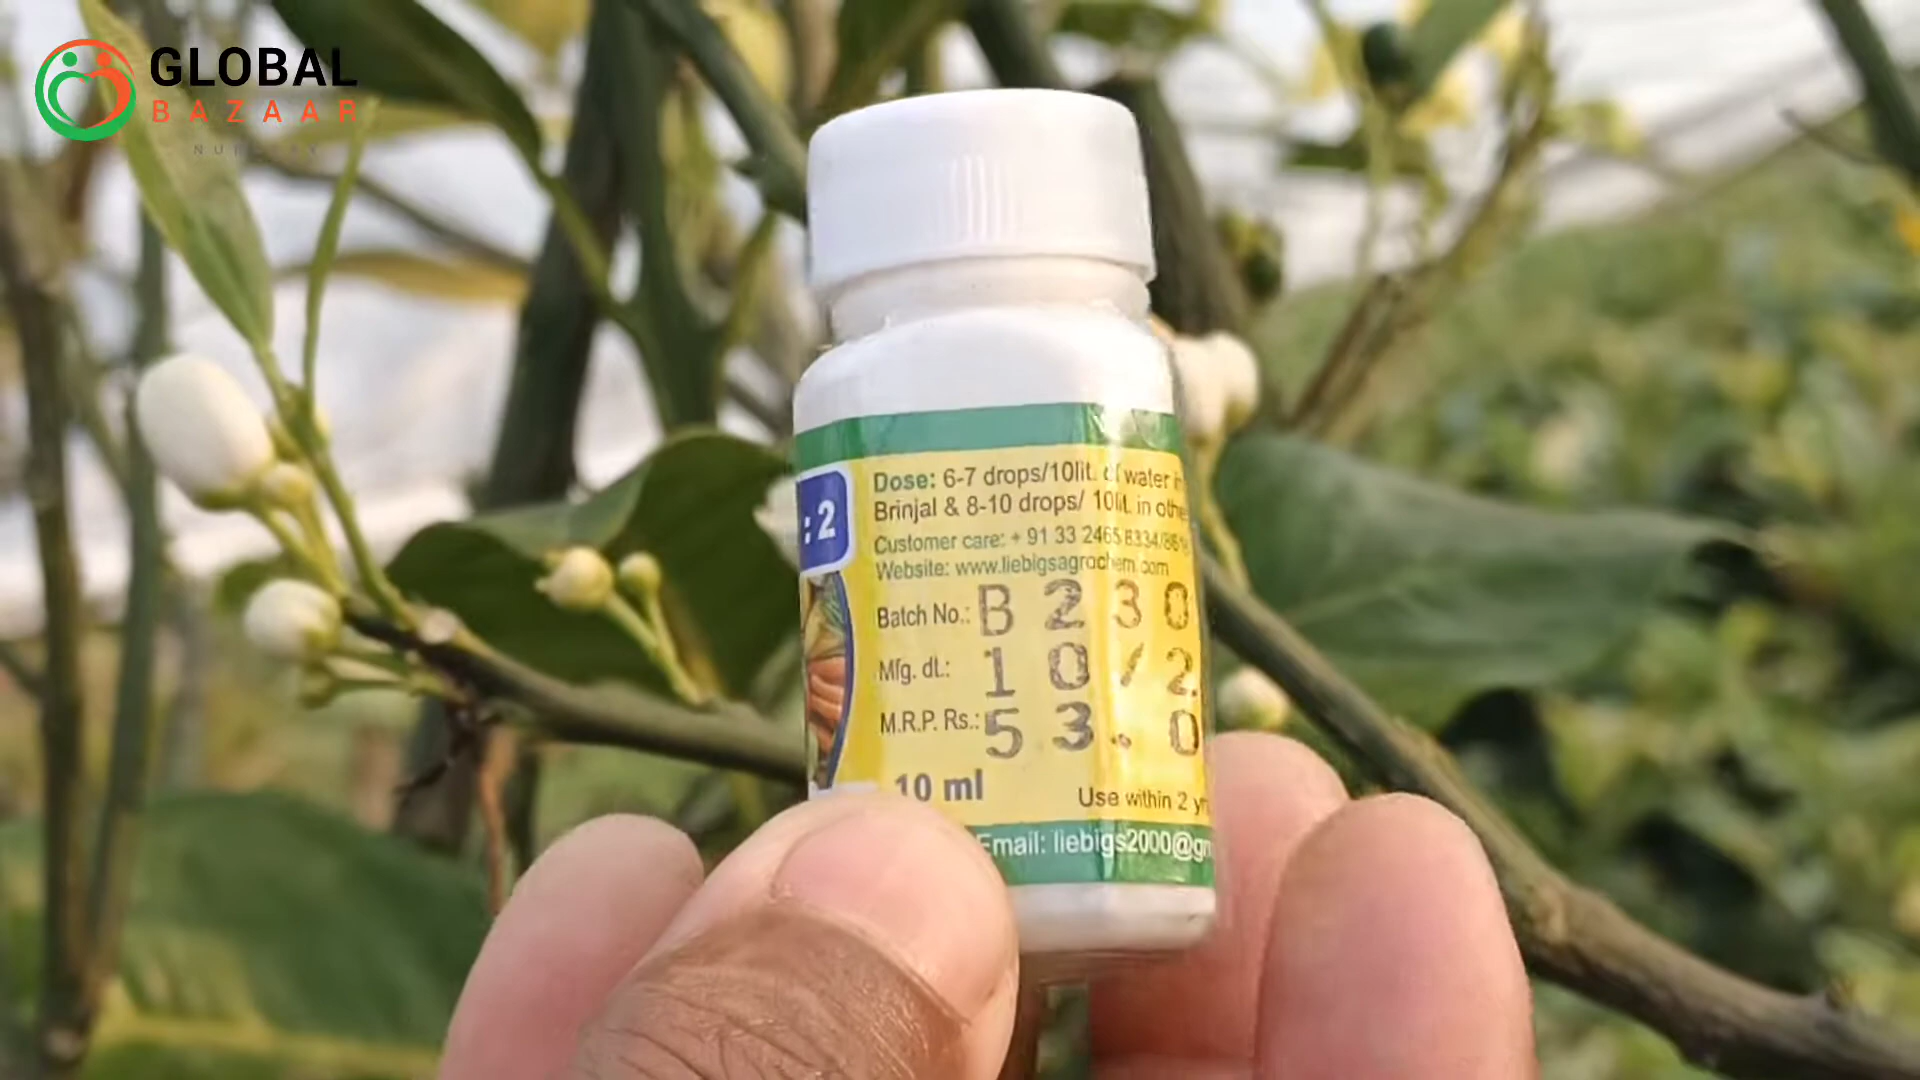 GLOBAL
BAZAAR
NURSERY
: 2
Dose: 6-7 drops/10lit. of water
Brinjal & 8-10 drops/ 10lit. in
Customer care: + 91 33 2465 8334/
Website: www.liebigsagrochem.com
Batch No.: B 2 3 0
Mfg. dt.: 1 0 / 2
M.R.P. Rs.: 5 3 . 0
10 ml
Use within 2
Email: liebigs2000@